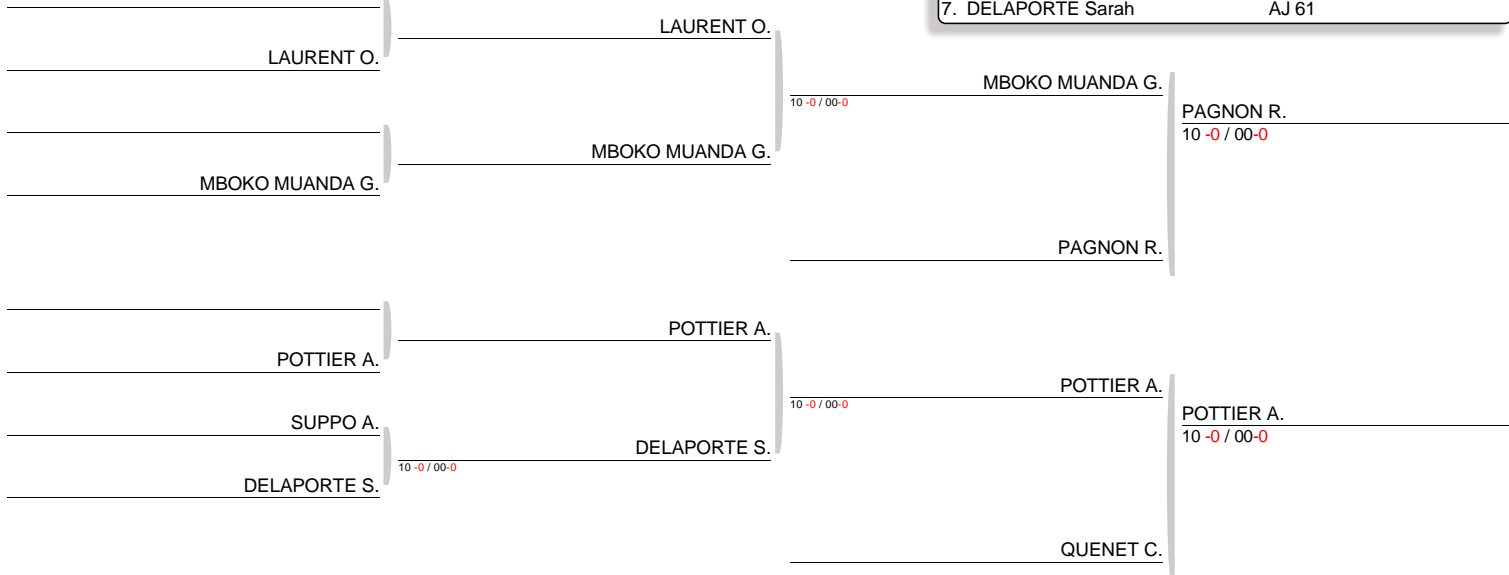 7. DELAPORTE Sarah AJ 61
LAURENT O.
LAURENT O.
MBOKO MUANDA G.
10 -0 / 00-0
PAGNON R.
10 -0 / 00-0
MBOKO MUANDA G.
MBOKO MUANDA G.
PAGNON R.
POTTIER A.
POTTIER A.
POTTIER A.
10 -0 / 00-0
POTTIER A.
10 -0 / 00-0
SUPPO A.
DELAPORTE S.
10 -0 / 00-0
DELAPORTE S.
QUENET C.